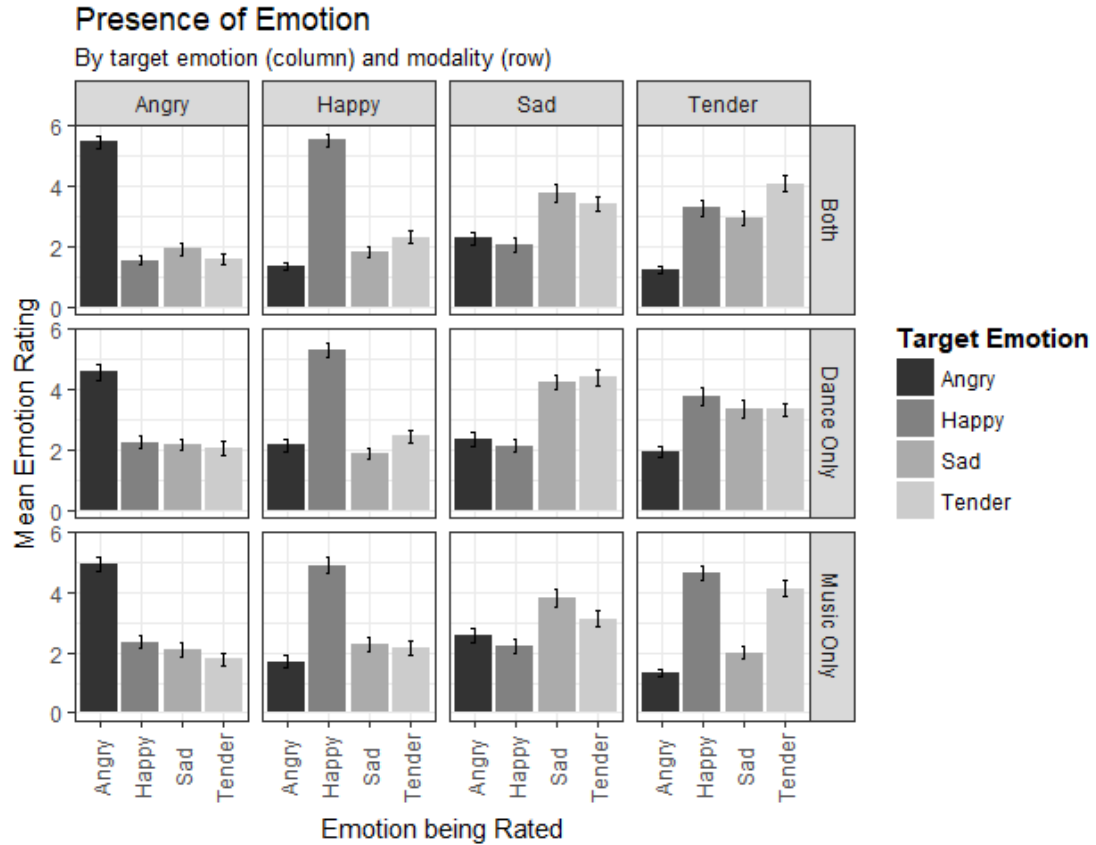 Presence of Emotion
By target emotion (column) and modality (row)
Angry Happy Sad Tender
6
4
2
0
Both
6
4
2
0
Dance Only
6
4
2
0
Music Only
Mean Emotion Rating
Angry Happy Sad Tender Angry Happy Sad Tender Angry Happy Sad Tender Angry Happy Sad Tender
Emotion being Rated
Target Emotion
Angry
Happy
Sad
Tender